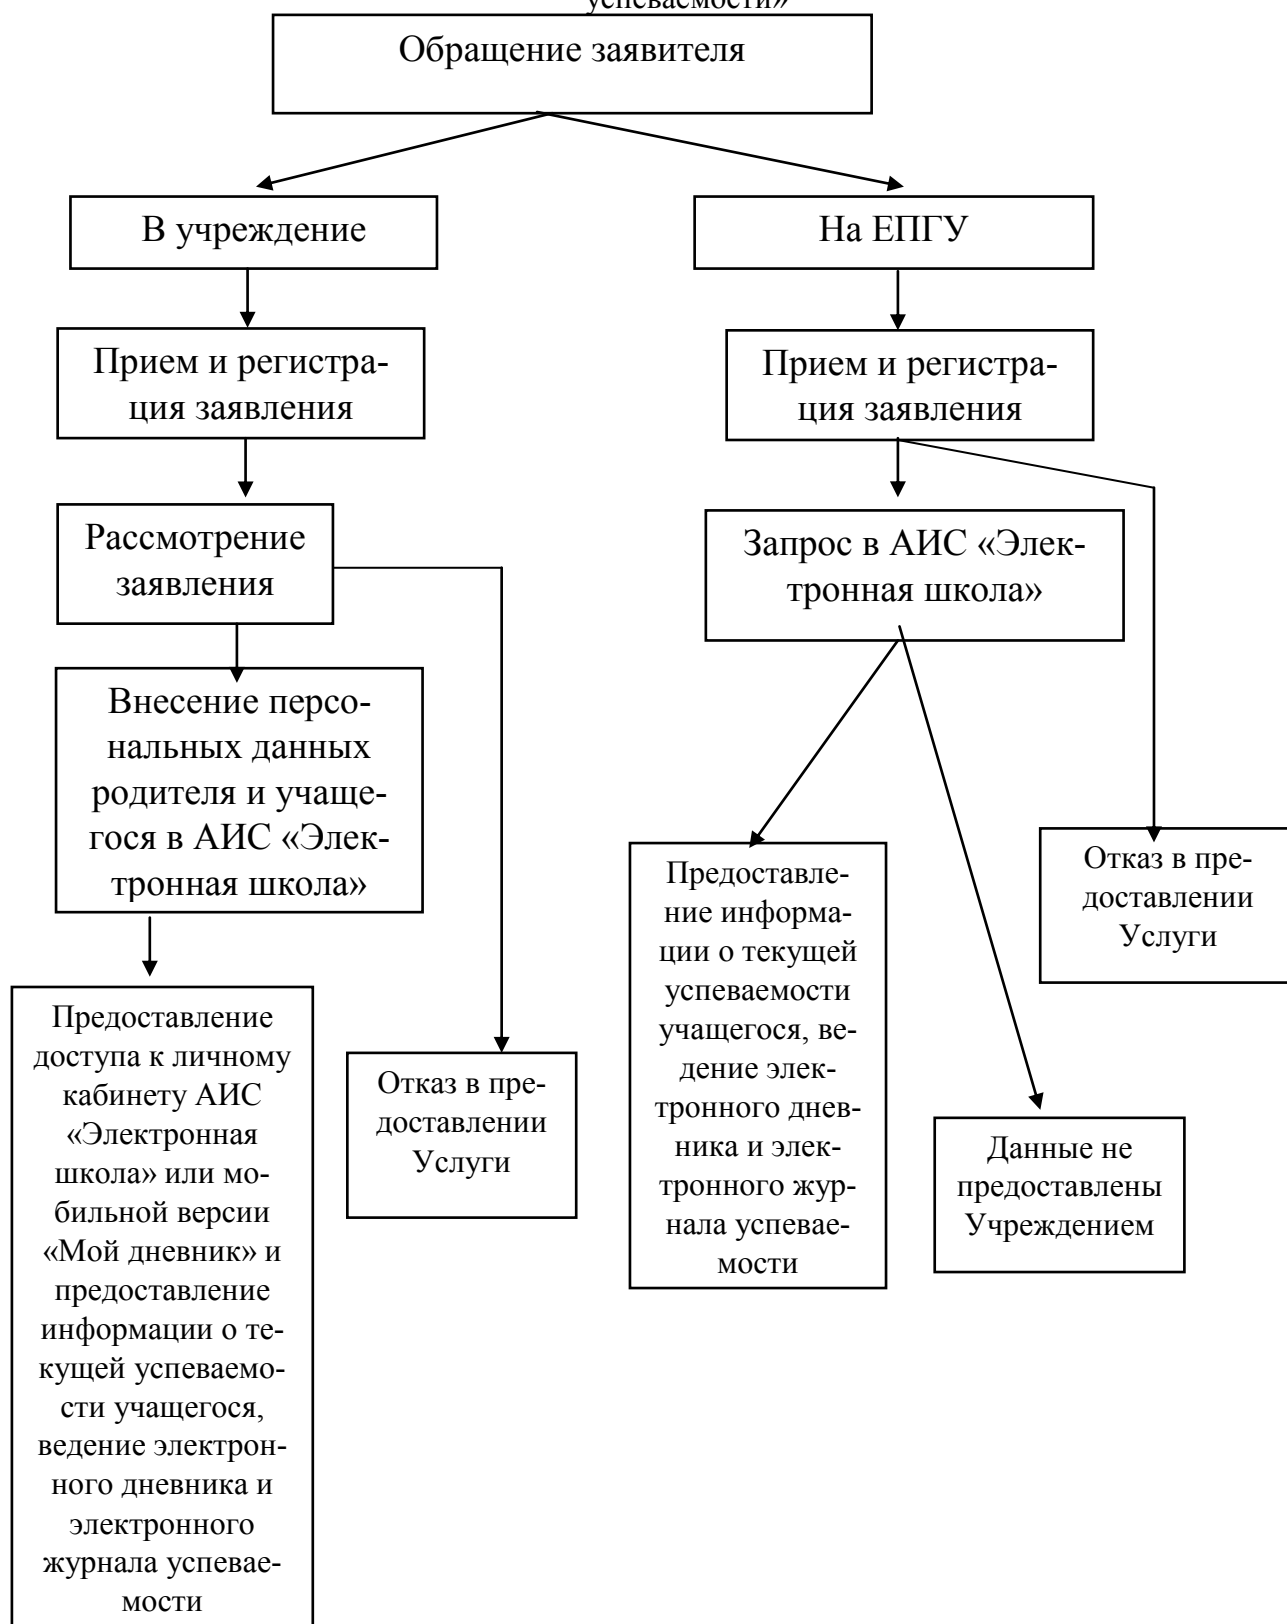 успеваемости»
Обращение заявителя
В учреждение
На ЕПГУ
Прием и регистра-
ция заявления
Прием и регистра-
ция заявления
Рассмотрение
заявления
Запрос в АИС «Элек-
тронная школа»
Внесение персо-
нальных данных
родителя и учаще-
гося в АИС «Элек-
тронная школа»
Предоставле-
ние информа-
ции о текущей
успеваемости
учащегося, ве-
дение элек-
тронного днев-
ника и элек-
тронного жур-
нала успевае-
мости
Отказ в пре-
доставлении
Услуги
Предоставление
доступа к личному
кабинету АИС
«Электронная
школа» или мо-
бильной версии
«Мой дневник» и
предоставление
информации о те-
кущей успеваемо-
сти учащегося,
ведение электрон-
ного дневника и
электронного
журнала успевае-
мости
Отказ в пре-
доставлении
Услуги
Данные не
предоставлены
Учреждением